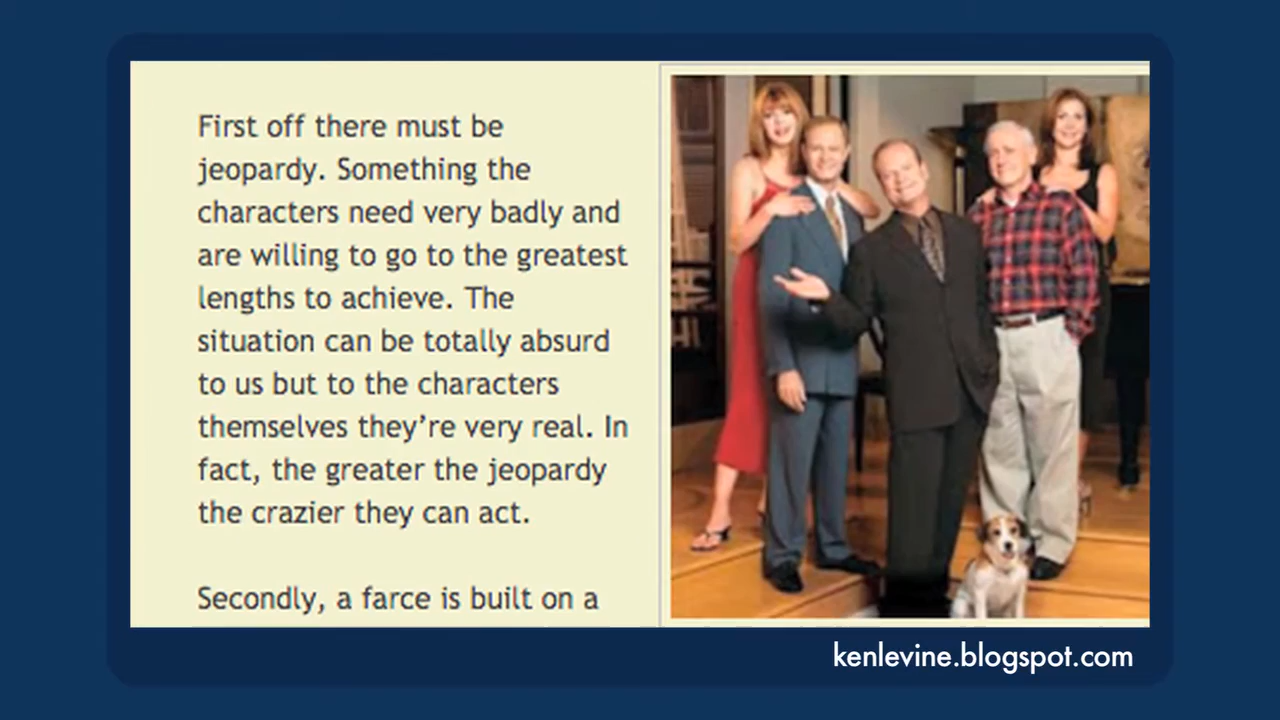 First off there must be
jeopardy. Something the
characters need very badly and
are willing to go to the greatest
lengths to achieve. The
situation can be totally absurd
to us but to the characters
themselves they’re very real. In
fact, the greater the jeopardy
the crazier they can act.
Secondly, a farce is built on a
kenlevine.blogspot.com